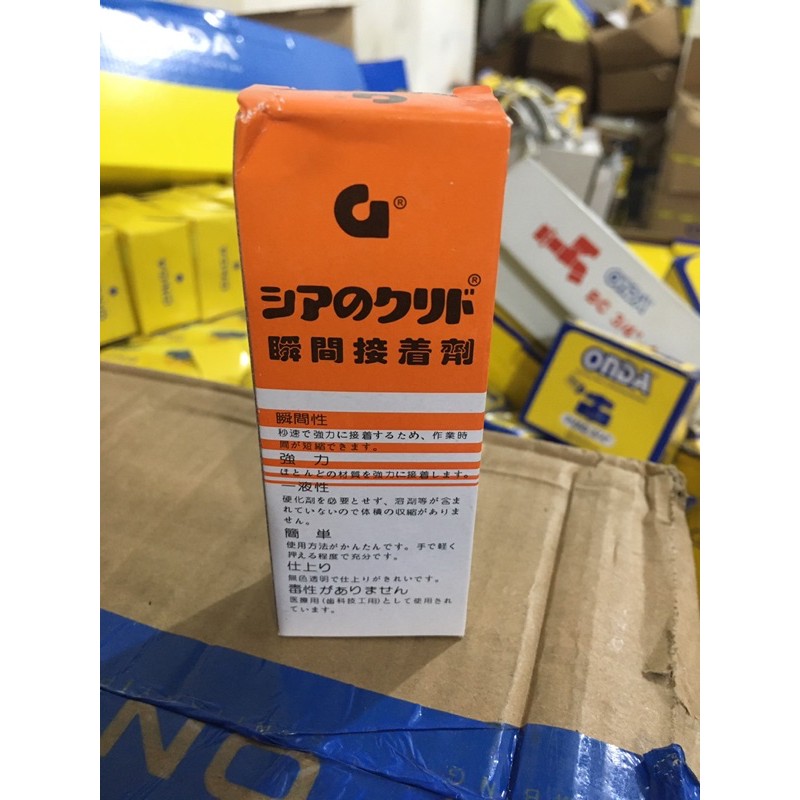 ONDA
®
シアのクリド®
瞬間接着劑
瞬間性
秒速で強力に接着するため、作業時
間が短縮できます。
強 力
ほとんどの材質を強力に接着します。
一液性
硬化剤を必要とせず、溶剤等が含ま
れていないので体積の収縮がありま
せん。
簡 単
使用方法がかんたんです。手で軽く
押える程度で充分です。
仕上り
無色透明で仕上りがきれいです。
毒性がありません
医療用(歯科技工用)として使用され
ています。
ONDA
ONDA
ON